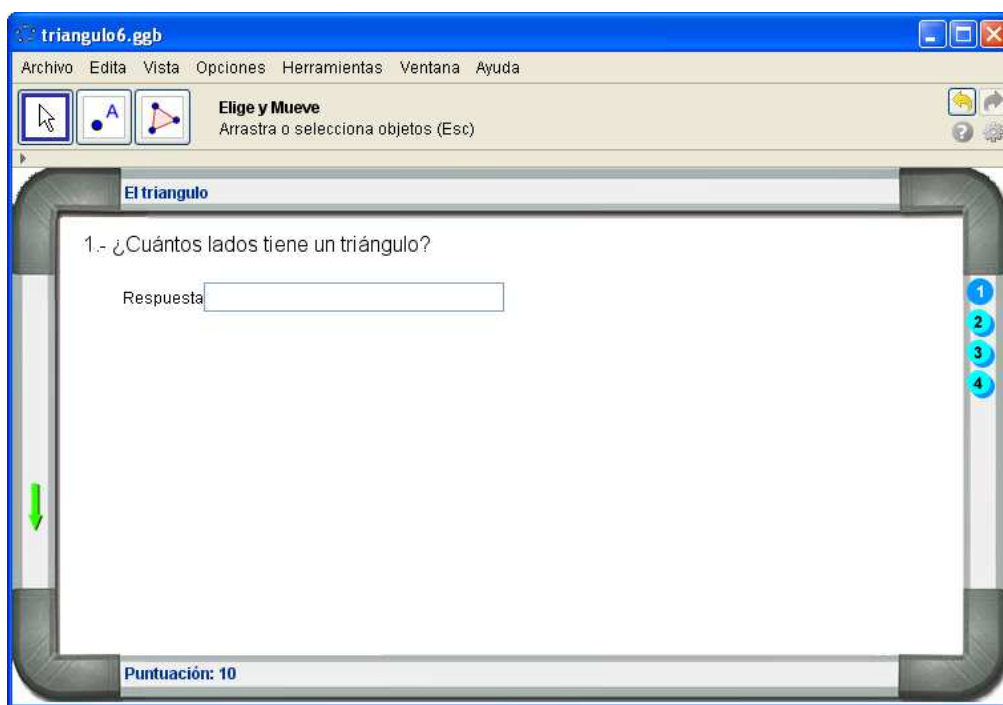 triangulo6.ggb
Archivo Edita Vista Opciones Herramientas Ventana Ayuda
A
Elige y Mueve
Arrastra o selecciona objetos (Esc)
?
El triangulo
1.- ¿Cuántos lados tiene un triángulo?
Respuesta
1
2
3
4
Puntuación: 10